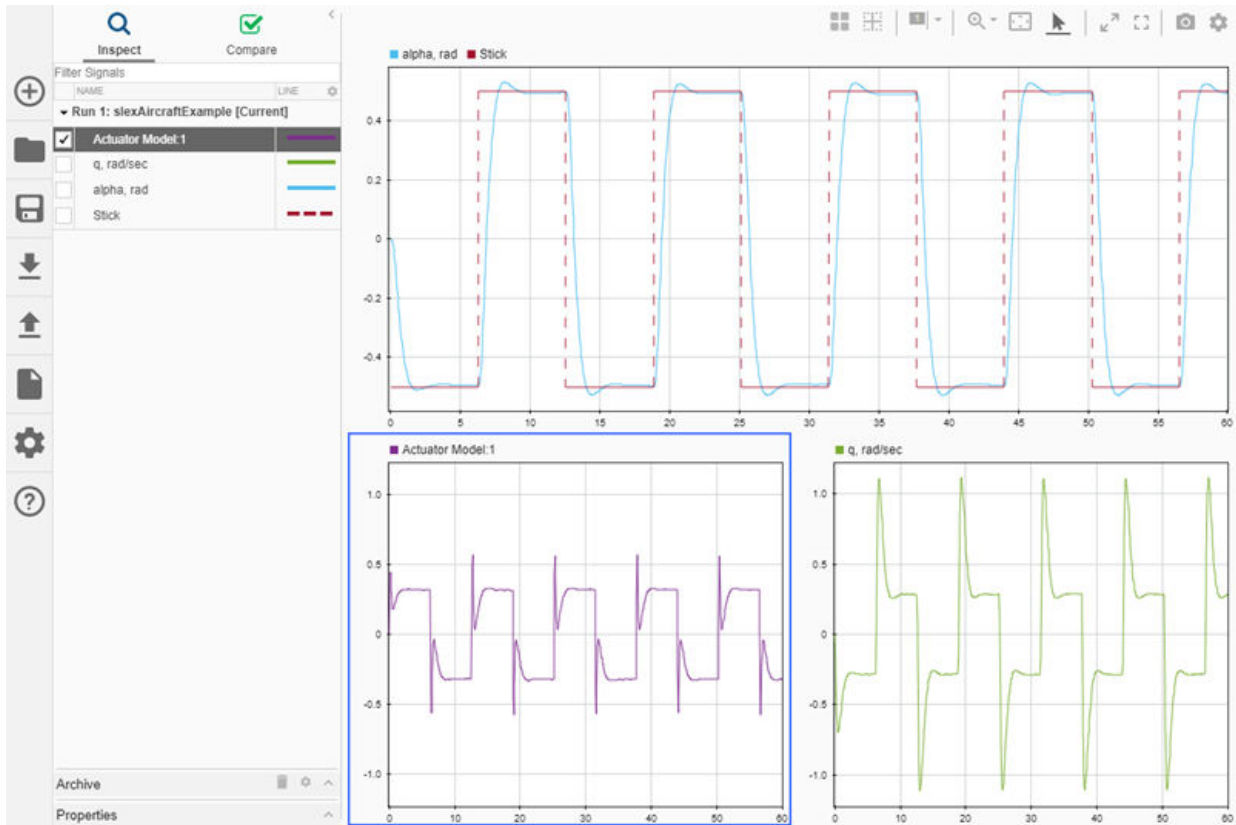 Inspect
Compare
Filter Signals
NAME LINE
Run 1: slexAircraftExample [Current]
Actuator Model:1
q, rad/sec
alpha, rad
Stick
Archive
Properties
1
alpha, rad Stick
0.4
0.2
0
-0.2
-0.4
0 5 10 15 20 25 30 35 40 45 50 55 60
Actuator Model:1
1.0
0.5
0
-0.5
-1.0
0 10 20 30 40 50 60
q, rad/sec
1.0
0.5
0
-0.5
-1.0
0 10 20 30 40 50 60